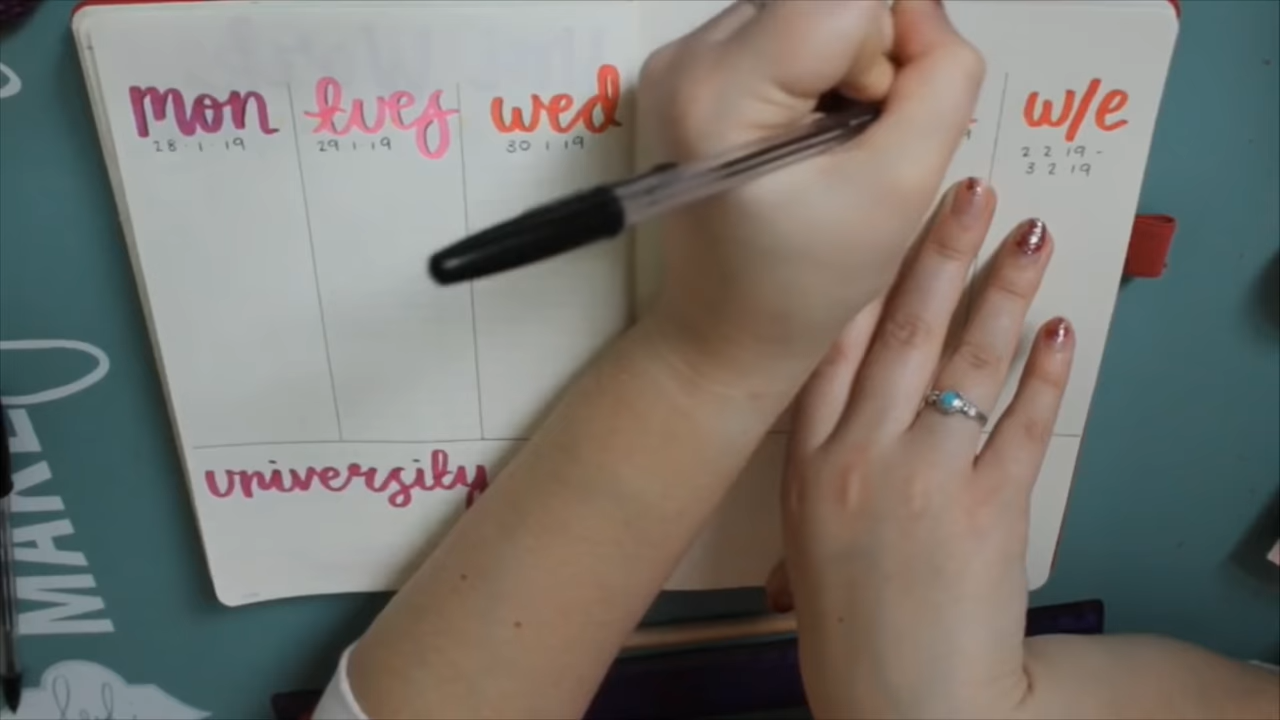 mon
28·1·19
tues
29·1·19
wed
30 1 19
w/e
2 2 19 -
3 2 19
university
MAKE